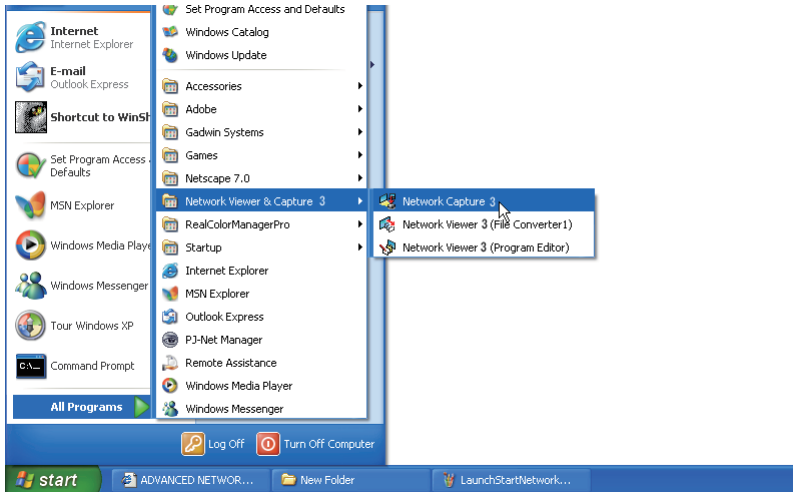 Internet
Internet Explorer
E-mail
Outlook Express
Shortcut to WinSh
Set Program Access
Defaults
MSN Explorer
Windows Media Playe
Windows Messenger
Tour Windows XP
C:\_
Command Prompt
All Programs
Set Program Access and Defaults
Windows Catalog
Windows Update
Accessories
Adobe
Gadwin Systems
Games
Netscape 7.0
Network Viewer & Capture 3
RealColorManagerPro
Startup
Internet Explorer
MSN Explorer
Outlook Express
PJ-Net Manager
Remote Assistance
Windows Media Player
Windows Messenger
Network Capture 3
Network Viewer 3 (File Converter1)
Network Viewer 3 (Program Editor)
Log Off
Turn Off Computer
start
ADVANCED NETWOR...
New Folder
LaunchStartNetwork...